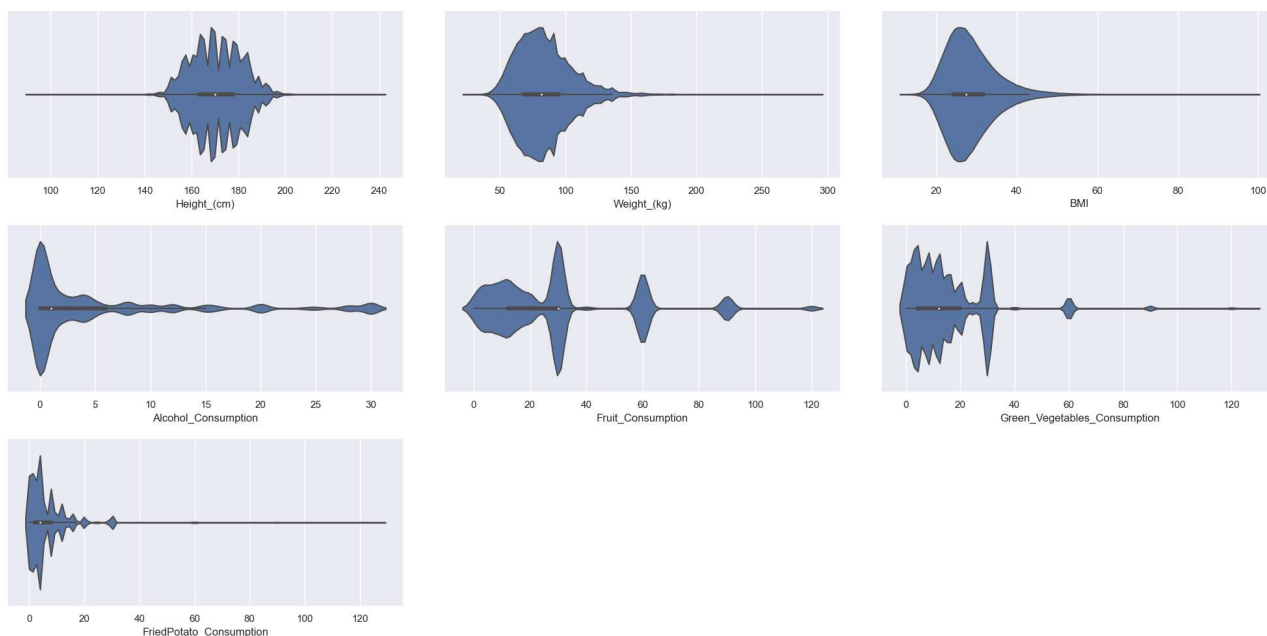 100 120 140 160 180 200 220 240
Height_(cm)
50 100 150 200 250 300
Weight_(kg)
20 40 60 80 100
BMI
0 5 10 15 20 25 30
Alcohol_Consumption
0 20 40 60 80 100 120
Fruit_Consumption
0 20 40 60 80 100 120
Green_Vegetables_Consumption
0 20 40 60 80 100 120
FriedPotato_Consumption